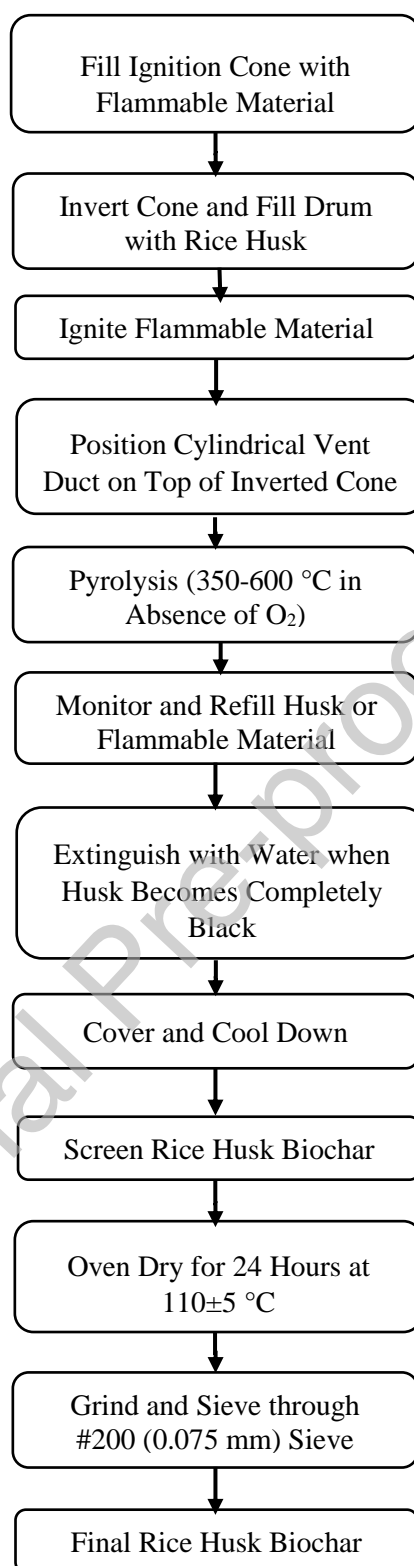 Fill Ignition Cone with
Flammable Material
Invert Cone and Fill Drum
with Rice Husk
Ignite Flammable Material
Position Cylindrical Vent
Duct on Top of Inverted Cone
Pyrolysis (350-600 °C in
Absence of O₂)
Monitor and Refill Husk or
Flammable Material
Extinguish with Water when
Husk Becomes Completely
Black
Cover and Cool Down
Screen Rice Husk Biochar
Oven Dry for 24 Hours at
110±5 °C
Grind and Sieve through
#200 (0.075 mm) Sieve
Final Rice Husk Biochar